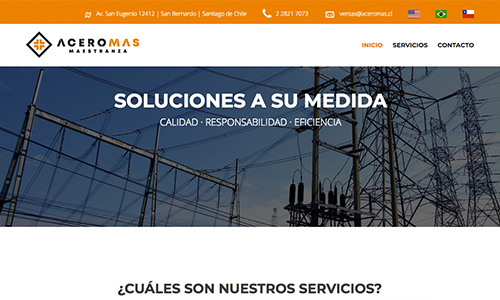 Av. San Eugenio 12412 | San Bernardo | Santiago de Chile
2 2821 7073
ventas@aceromas.cl
ACEROMAS
MAESTRANZA
INICIO
SERVICIOS
CONTACTO
SOLUCIONES A SU MEDIDA
CALIDAD · RESPONSABILIDAD · EFICIENCIA
¿CUÁLES SON NUESTROS SERVICIOS?